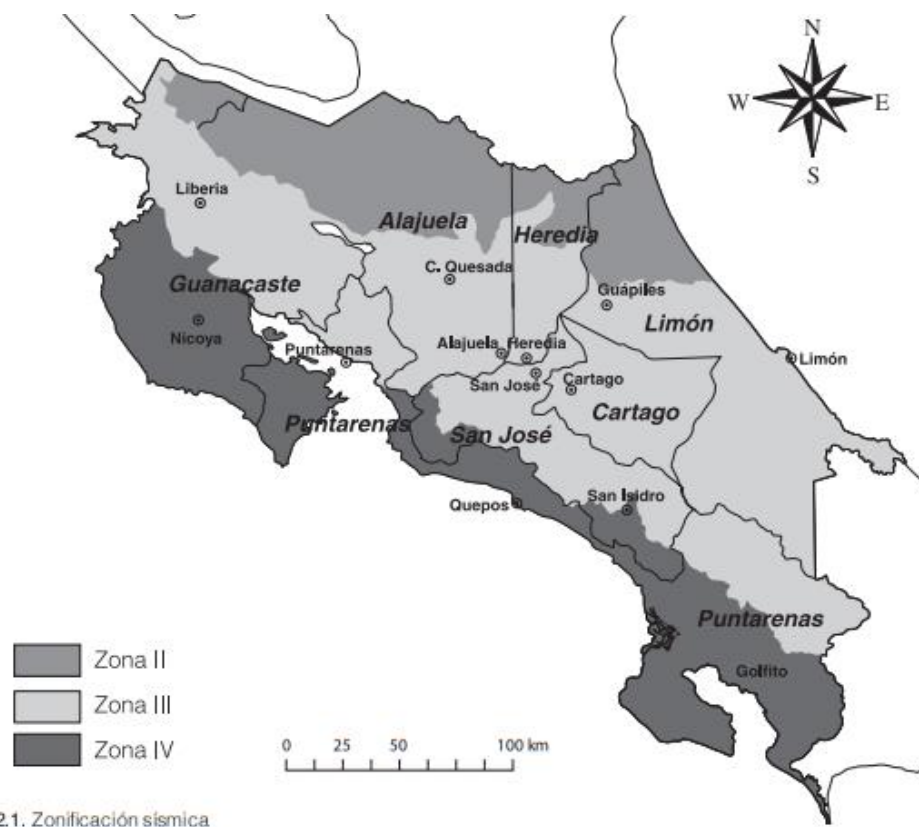 N
W E
S
Liberia
Alajuela
Heredia
C. Quesada
Guanacaste
Guápiles
Limón
Nicoya
Puntarenas
Alajuela Heredia
Limón
San José
Cartago
Cartago
Puntarenas
San José
San Isidro
Quepos
Puntarenas
Golfito
Zona II
Zona III
Zona IV
0 25 50 100 km
2.1. Zonificación sísmica